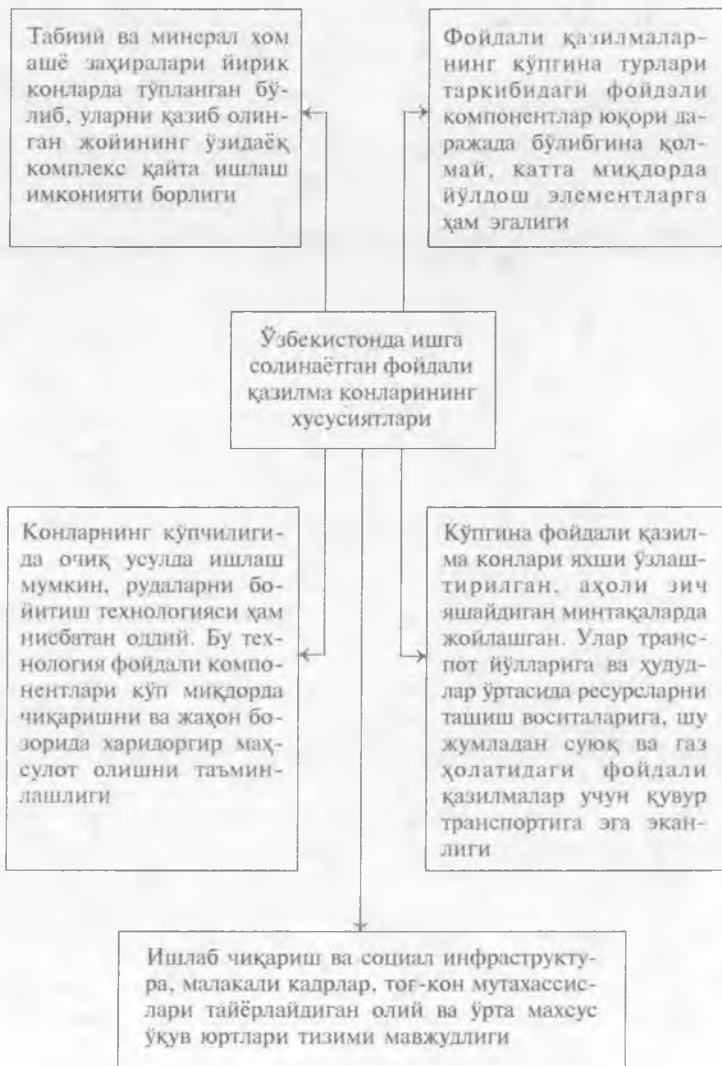 Табиий ва минерал хом
ашё заҳиралари йирик
конларда тўпланган бў-
либ, уларни қазиб олин-
ган жойининг ўзидаёқ
комплекс қайта ишлаш
имконияти борлиги
Фойдали қазилмалар-
нинг кўпгина турлари
таркибидаги фойдали
компонентлар юқори да-
ражада бўлибгина қол-
май, катта миқдорда
йўлдош элементларга
ҳам эгалиги
Ўзбекистонда ишга
солинаётган фойдали
қазилма конларининг
хусусиятлари
Конларнинг кўпчилиги-
да очиқ усулда ишлаш
мумкин, рудаларни бо-
йитиш технологияси ҳам
нисбатан оддий. Бу тех-
нология фойдали компо-
нентлари кўп миқдорда
чиқаришни ва жаҳон бо-
зорида харидоргир маҳ-
сулот олишни таъмин-
лашлиги
Кўпгина фойдали қазил-
ма конлари яхши ўзлаш-
тирилган, аҳоли зич
яшайдиган минтақаларда
жойлашган. Улар транс-
пот йўлларига ва ҳудуд-
лар ўртасида ресурсларни
ташиш воситаларига, шу
жумладан суюқ ва газ
ҳолатидаги фойдали
қазилмалар учун қувур
транспортига эга экан-
лиги
Ишлаб чиқариш ва социал инфраструкту-
ра, малакали кадрлар, тог-кон мутахассис-
лари тайёрлайдиган олий ва ўрта махсус
ўқув юртлари тизими мавжудлиги